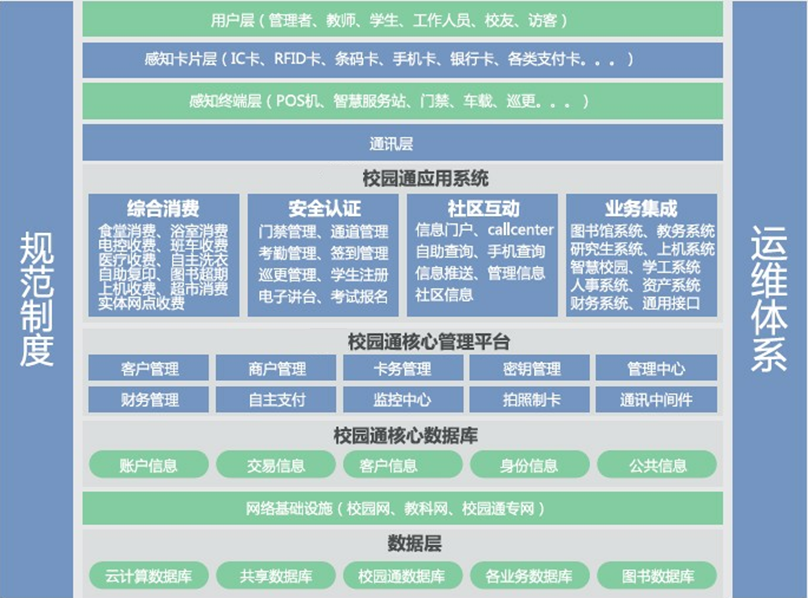 用户层（管理者、教师、学生、工作人员、校友、访客）
感知卡片层（IC卡、RFID卡、条码卡、手机卡、银行卡、各类支付卡。。。）
感知终端层（POS机、智慧服务站、门禁、车载、巡更。。。）
通讯层
规范制度
运维体系
校园通应用系统
综合消费
食堂消费、浴室消费
电控收费、班车收费
医疗收费、自主洗衣
自助复印、图书超期
上机收费、超市消费
实体网点收费
安全认证
门禁管理、通道管理
考勤管理、签到管理
巡更管理、学生注册
电子讲台、考试报名
社区互动
信息门户、callcenter
自助查询、手机查询
信息推送、管理信息
社区信息
业务集成
图书馆系统、教务系统
研究生系统、上机系统
智慧校园、学工系统
人事系统、资产系统
财务系统、通用接口
校园通核心管理平台
客户管理
商户管理
卡务管理
密钥管理
管理中心
财务管理
自主支付
监控中心
拍照制卡
通讯中间件
校园通核心数据库
账户信息
交易信息
客户信息
身份信息
公共信息
网络基础设施（校园网、教科网、校园通专网）
数据层
云计算数据库
共享数据库
校园通数据库
各业务数据库
图书数据库